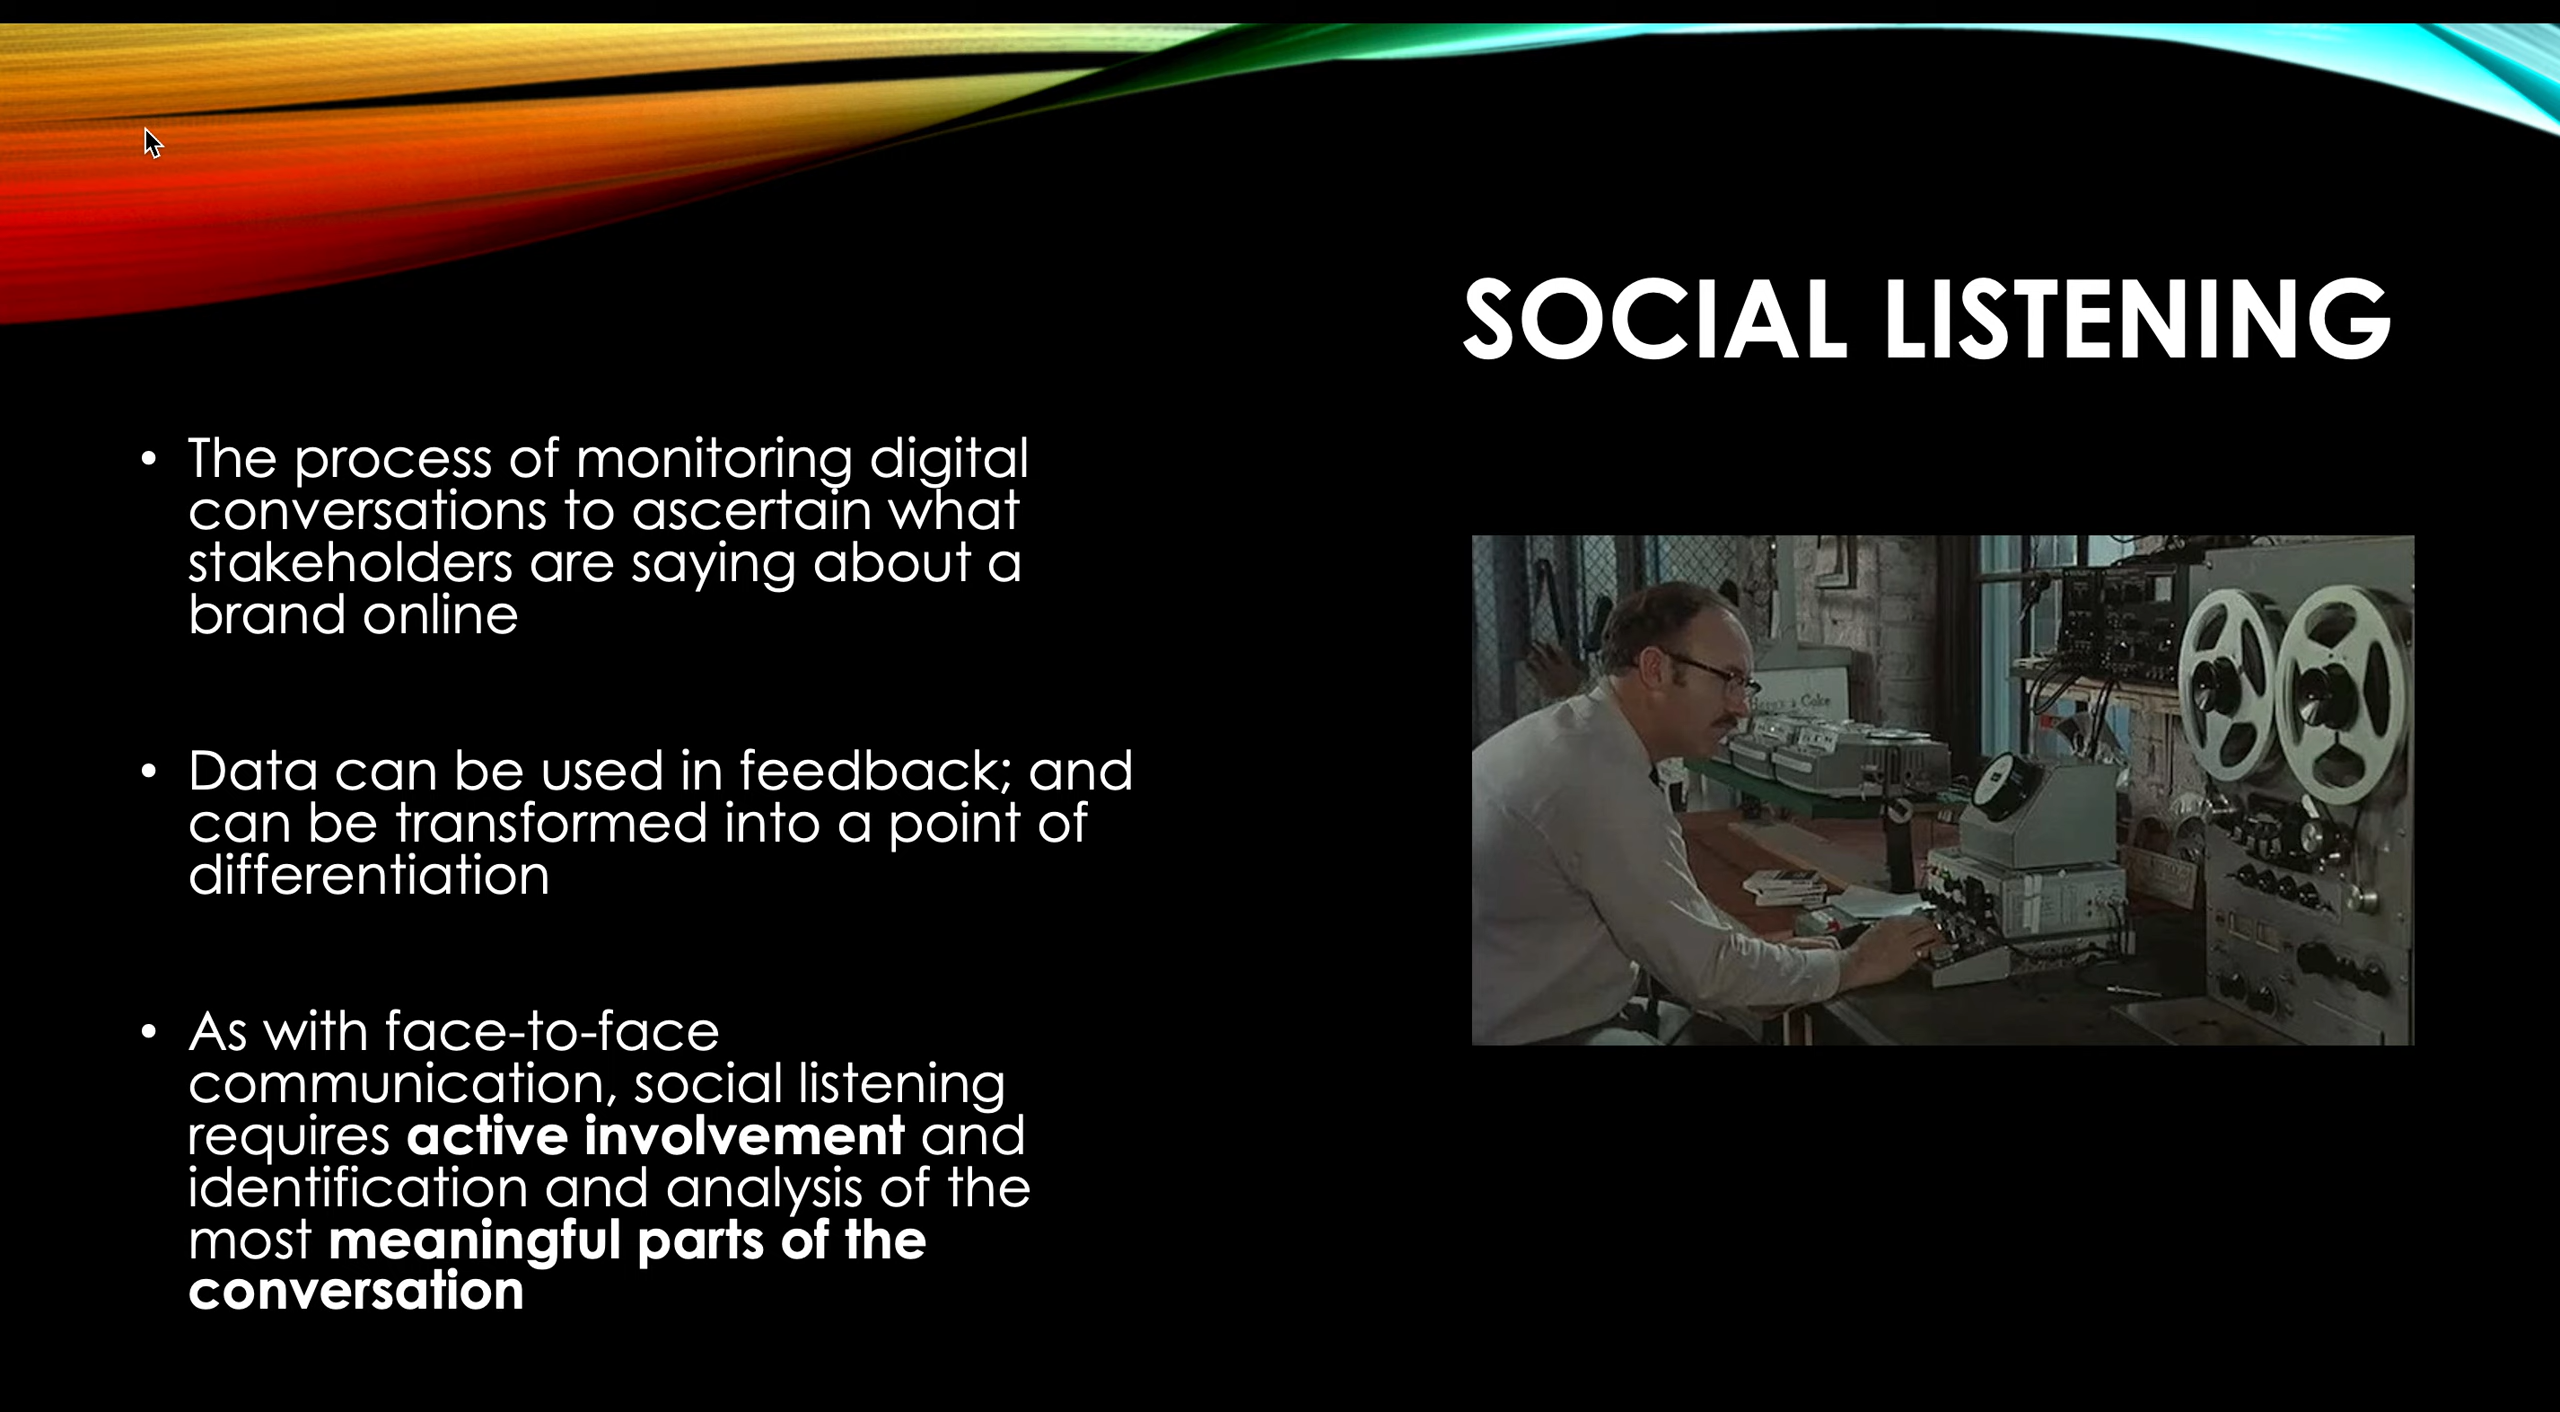 SOCIAL LISTENING
• The process of monitoring digital
conversations to ascertain what
stakeholders are saying about a
brand online
• Data can be used in feedback; and
can be transformed into a point of
differentiation
• As with face-to-face
communication, social listening
requires active involvement and
identification and analysis of the
most meaningful parts of the
conversation